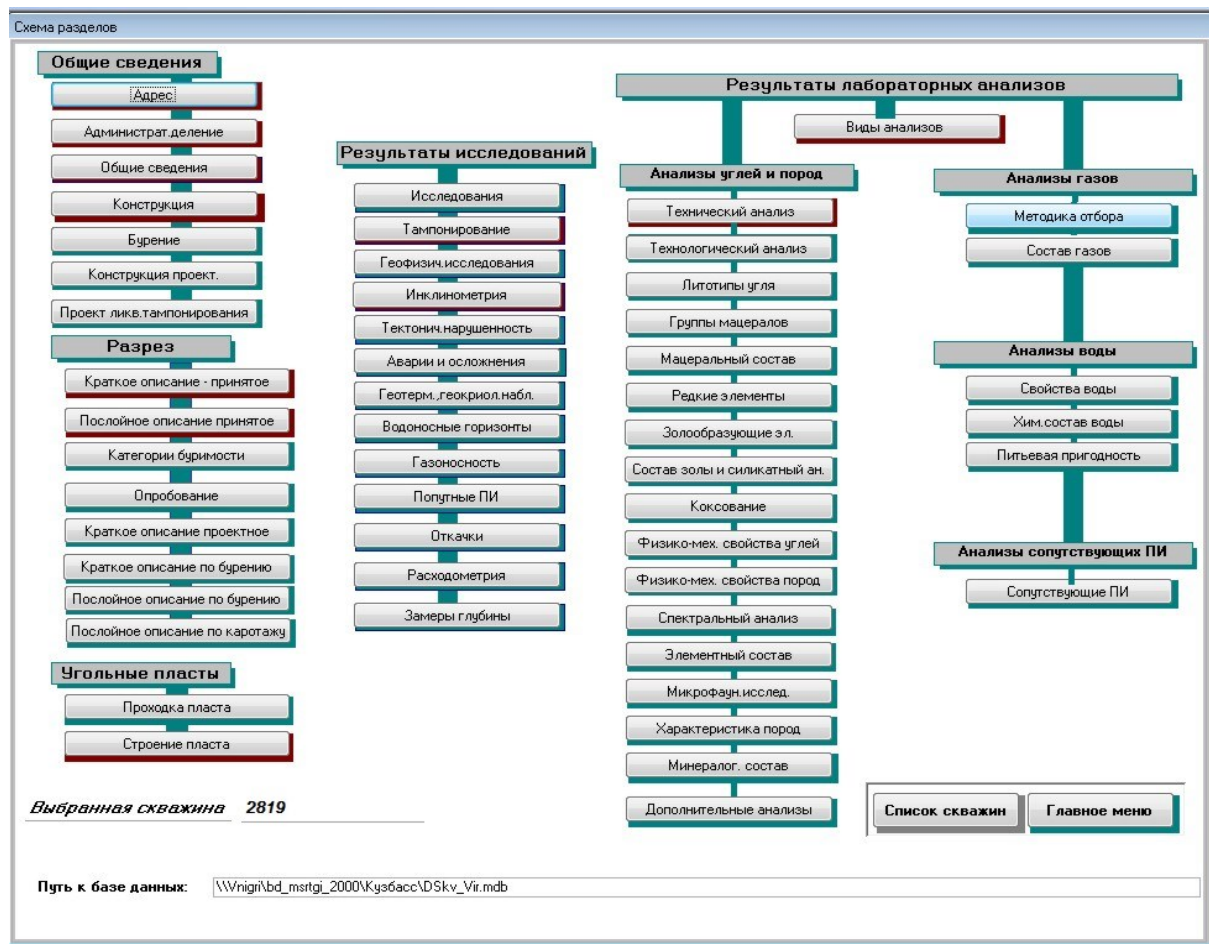 Схема разделов
Общие сведения
Адрес
Администрат.деление
Общие сведения
Конструкция
Бурение
Конструкция проект.
Проект ликв.тампонирования
Разрез
Краткое описание - принятое
Послойное описание принятое
Категории буримости
Опробование
Краткое описание проектное
Краткое описание по бурению
Послойное описание по бурению
Послойное описание по каротажу
Угольные пласты
Проходка пласта
Строение пласта
Результаты исследований
Исследования
Тампонирование
Геофизич.исследования
Инклинометрия
Тектонич.нарушенность
Аварии и осложнения
Геотерм.,геокриол.набл.
Водоносные горизонты
Газоносность
Попутные ПИ
Откачки
Расходометрия
Замеры глубины
Результаты лабораторных анализов
Виды анализов
Анализы углей и пород
Технический анализ
Технологический анализ
Литотипы угля
Группы мацералов
Мацеральный состав
Редкие элементы
Золообразующие эл.
Состав золы и силикатный ан.
Коксование
Физико-мех. свойства углей
Физико-мех. свойства пород
Спектральный анализ
Элементный состав
Микрофаун.исслед.
Характеристика пород
Минералог. состав
Дополнительные анализы
Анализы газов
Методика отбора
Состав газов
Анализы воды
Свойства воды
Хим.состав воды
Питьевая пригодность
Анализы сопутствующих ПИ
Сопутствующие ПИ
Выбранная скважина 2819
Список скважин
Главное меню
Путь к базе данных: \\Vnigri\bd_msrtgi_2000\Кузбасс\DSkv_Vir.mdb